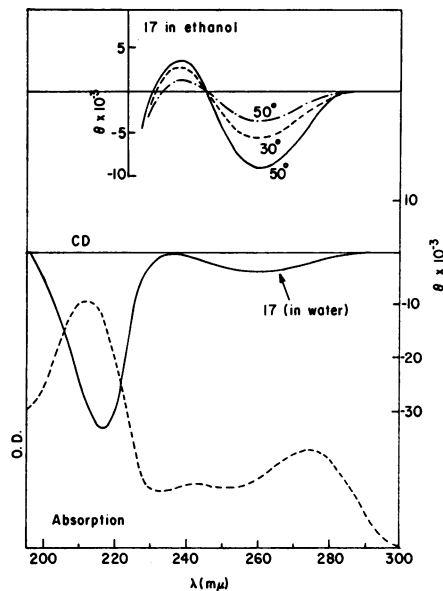 17 in ethanol
5
-5
-10
θ × 10⁻³
50°
30°
50°
CD
10
-10
-20
-30
θ × 10⁻³
17 (in water)
O.D.
Absorption
200 220 240 260 280 300
λ(mμ)